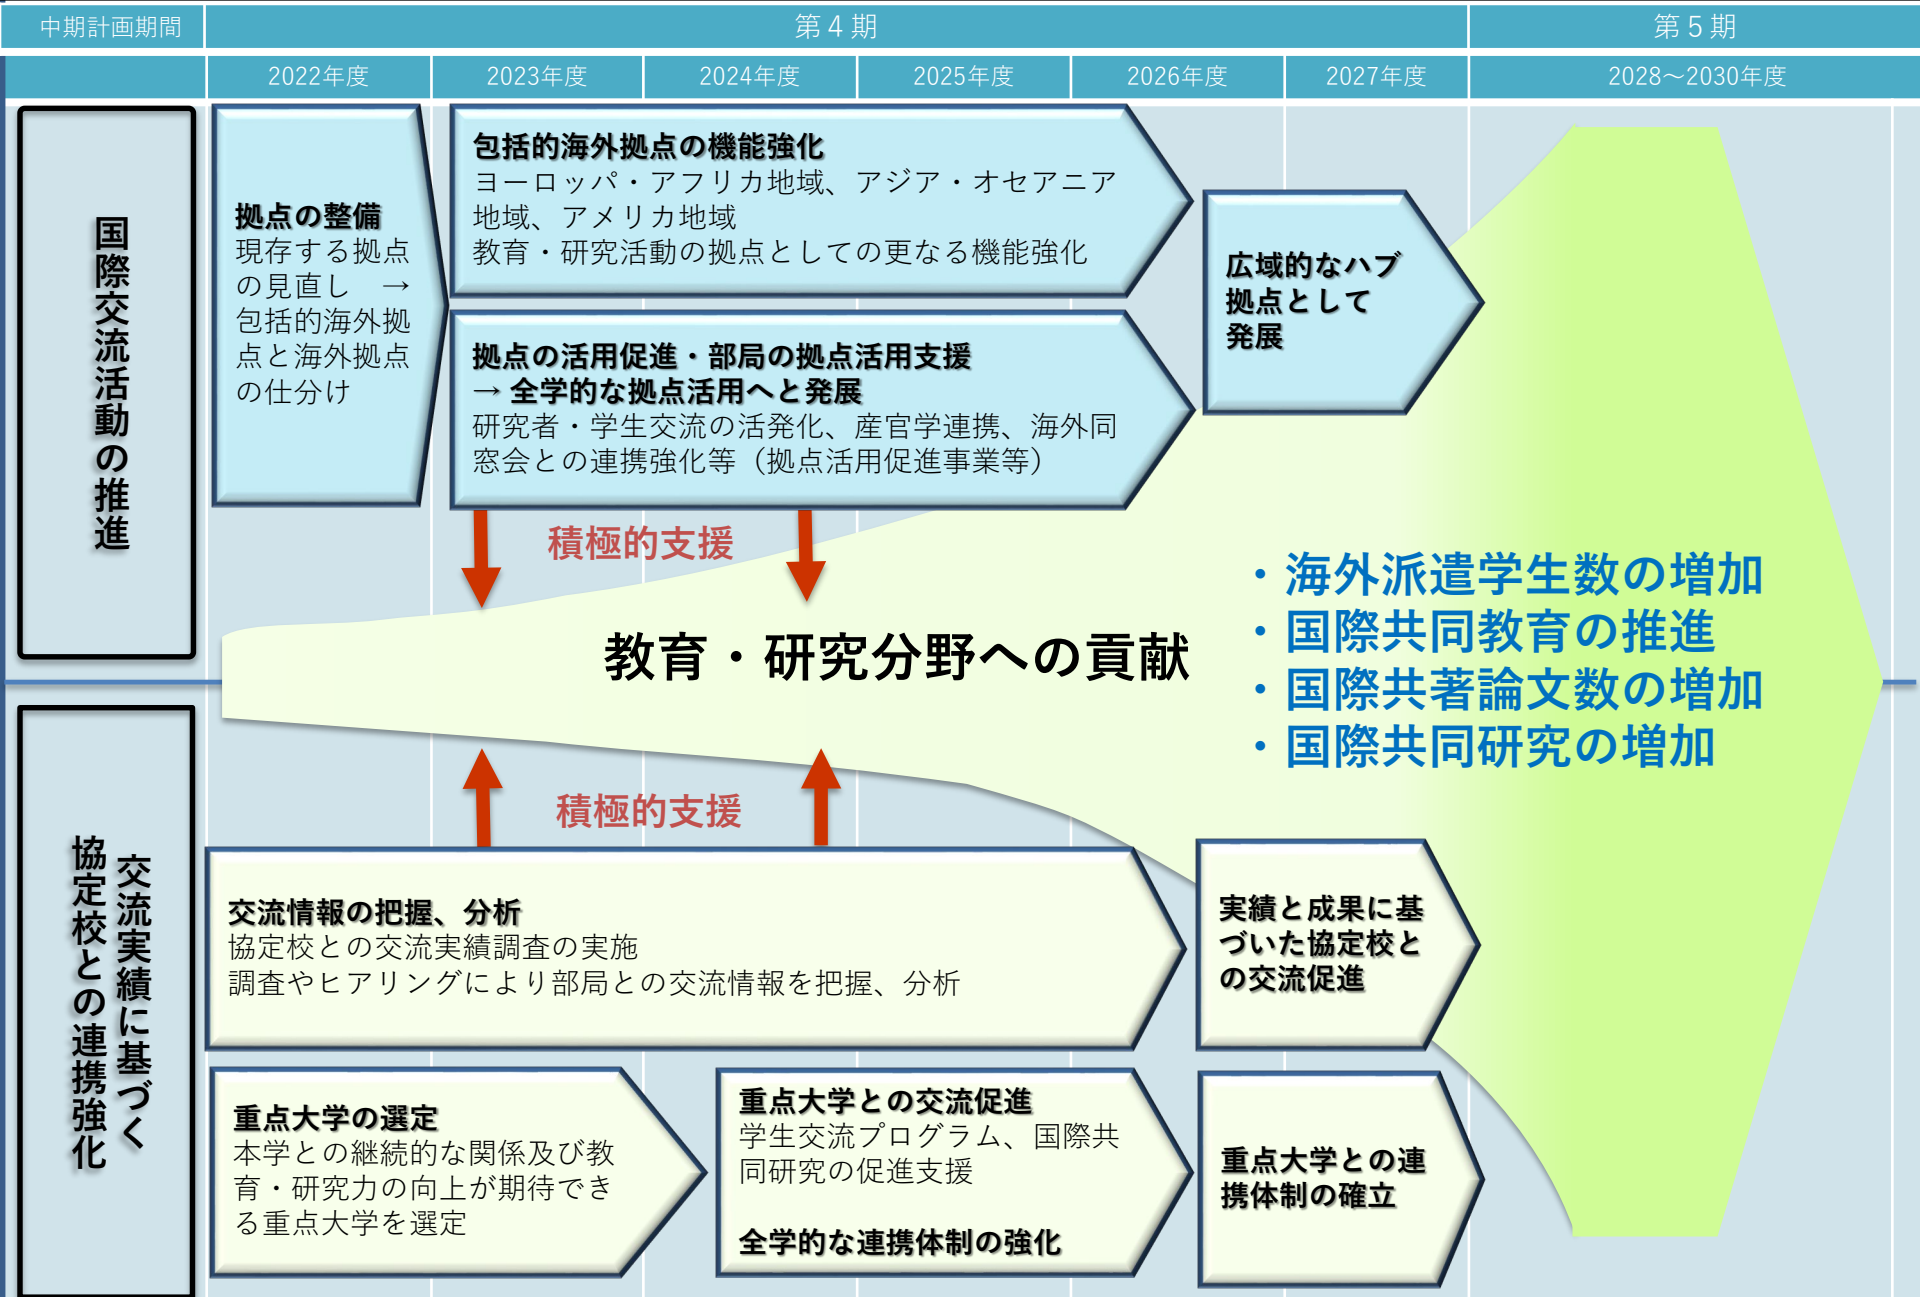 中期計画期間
第4期
第5期
2022年度
2023年度
2024年度
2025年度
2026年度
2027年度
2028～2030年度
国際交流活動の推進
拠点の整備
現存する拠点
の見直し　→
包括的海外拠
点と海外拠点
の仕分け
包括的海外拠点の機能強化
ヨーロッパ・アフリカ地域、アジア・オセアニア
地域、アメリカ地域
教育・研究活動の拠点としての更なる機能強化
拠点の活用促進・部局の拠点活用支援
→ 全学的な拠点活用へと発展
研究者・学生交流の活発化、産官学連携、海外同
窓会との連携強化等（拠点活用促進事業等）
広域的なハブ
拠点として
発展
積極的支援
教育・研究分野への貢献
・海外派遣学生数の増加
・国際共同教育の推進
・国際共著論文数の増加
・国際共同研究の増加
積極的支援
交流実績に基づく
協定校との連携強化
交流情報の把握、分析
協定校との交流実績調査の実施
調査やヒアリングにより部局との交流情報を把握、分析
実績と成果に基
づいた協定校と
の交流促進
重点大学の選定
本学との継続的な関係及び教
育・研究力の向上が期待でき
る重点大学を選定
重点大学との交流促進
学生交流プログラム、国際共
同研究の促進支援
全学的な連携体制の強化
重点大学との連
携体制の確立